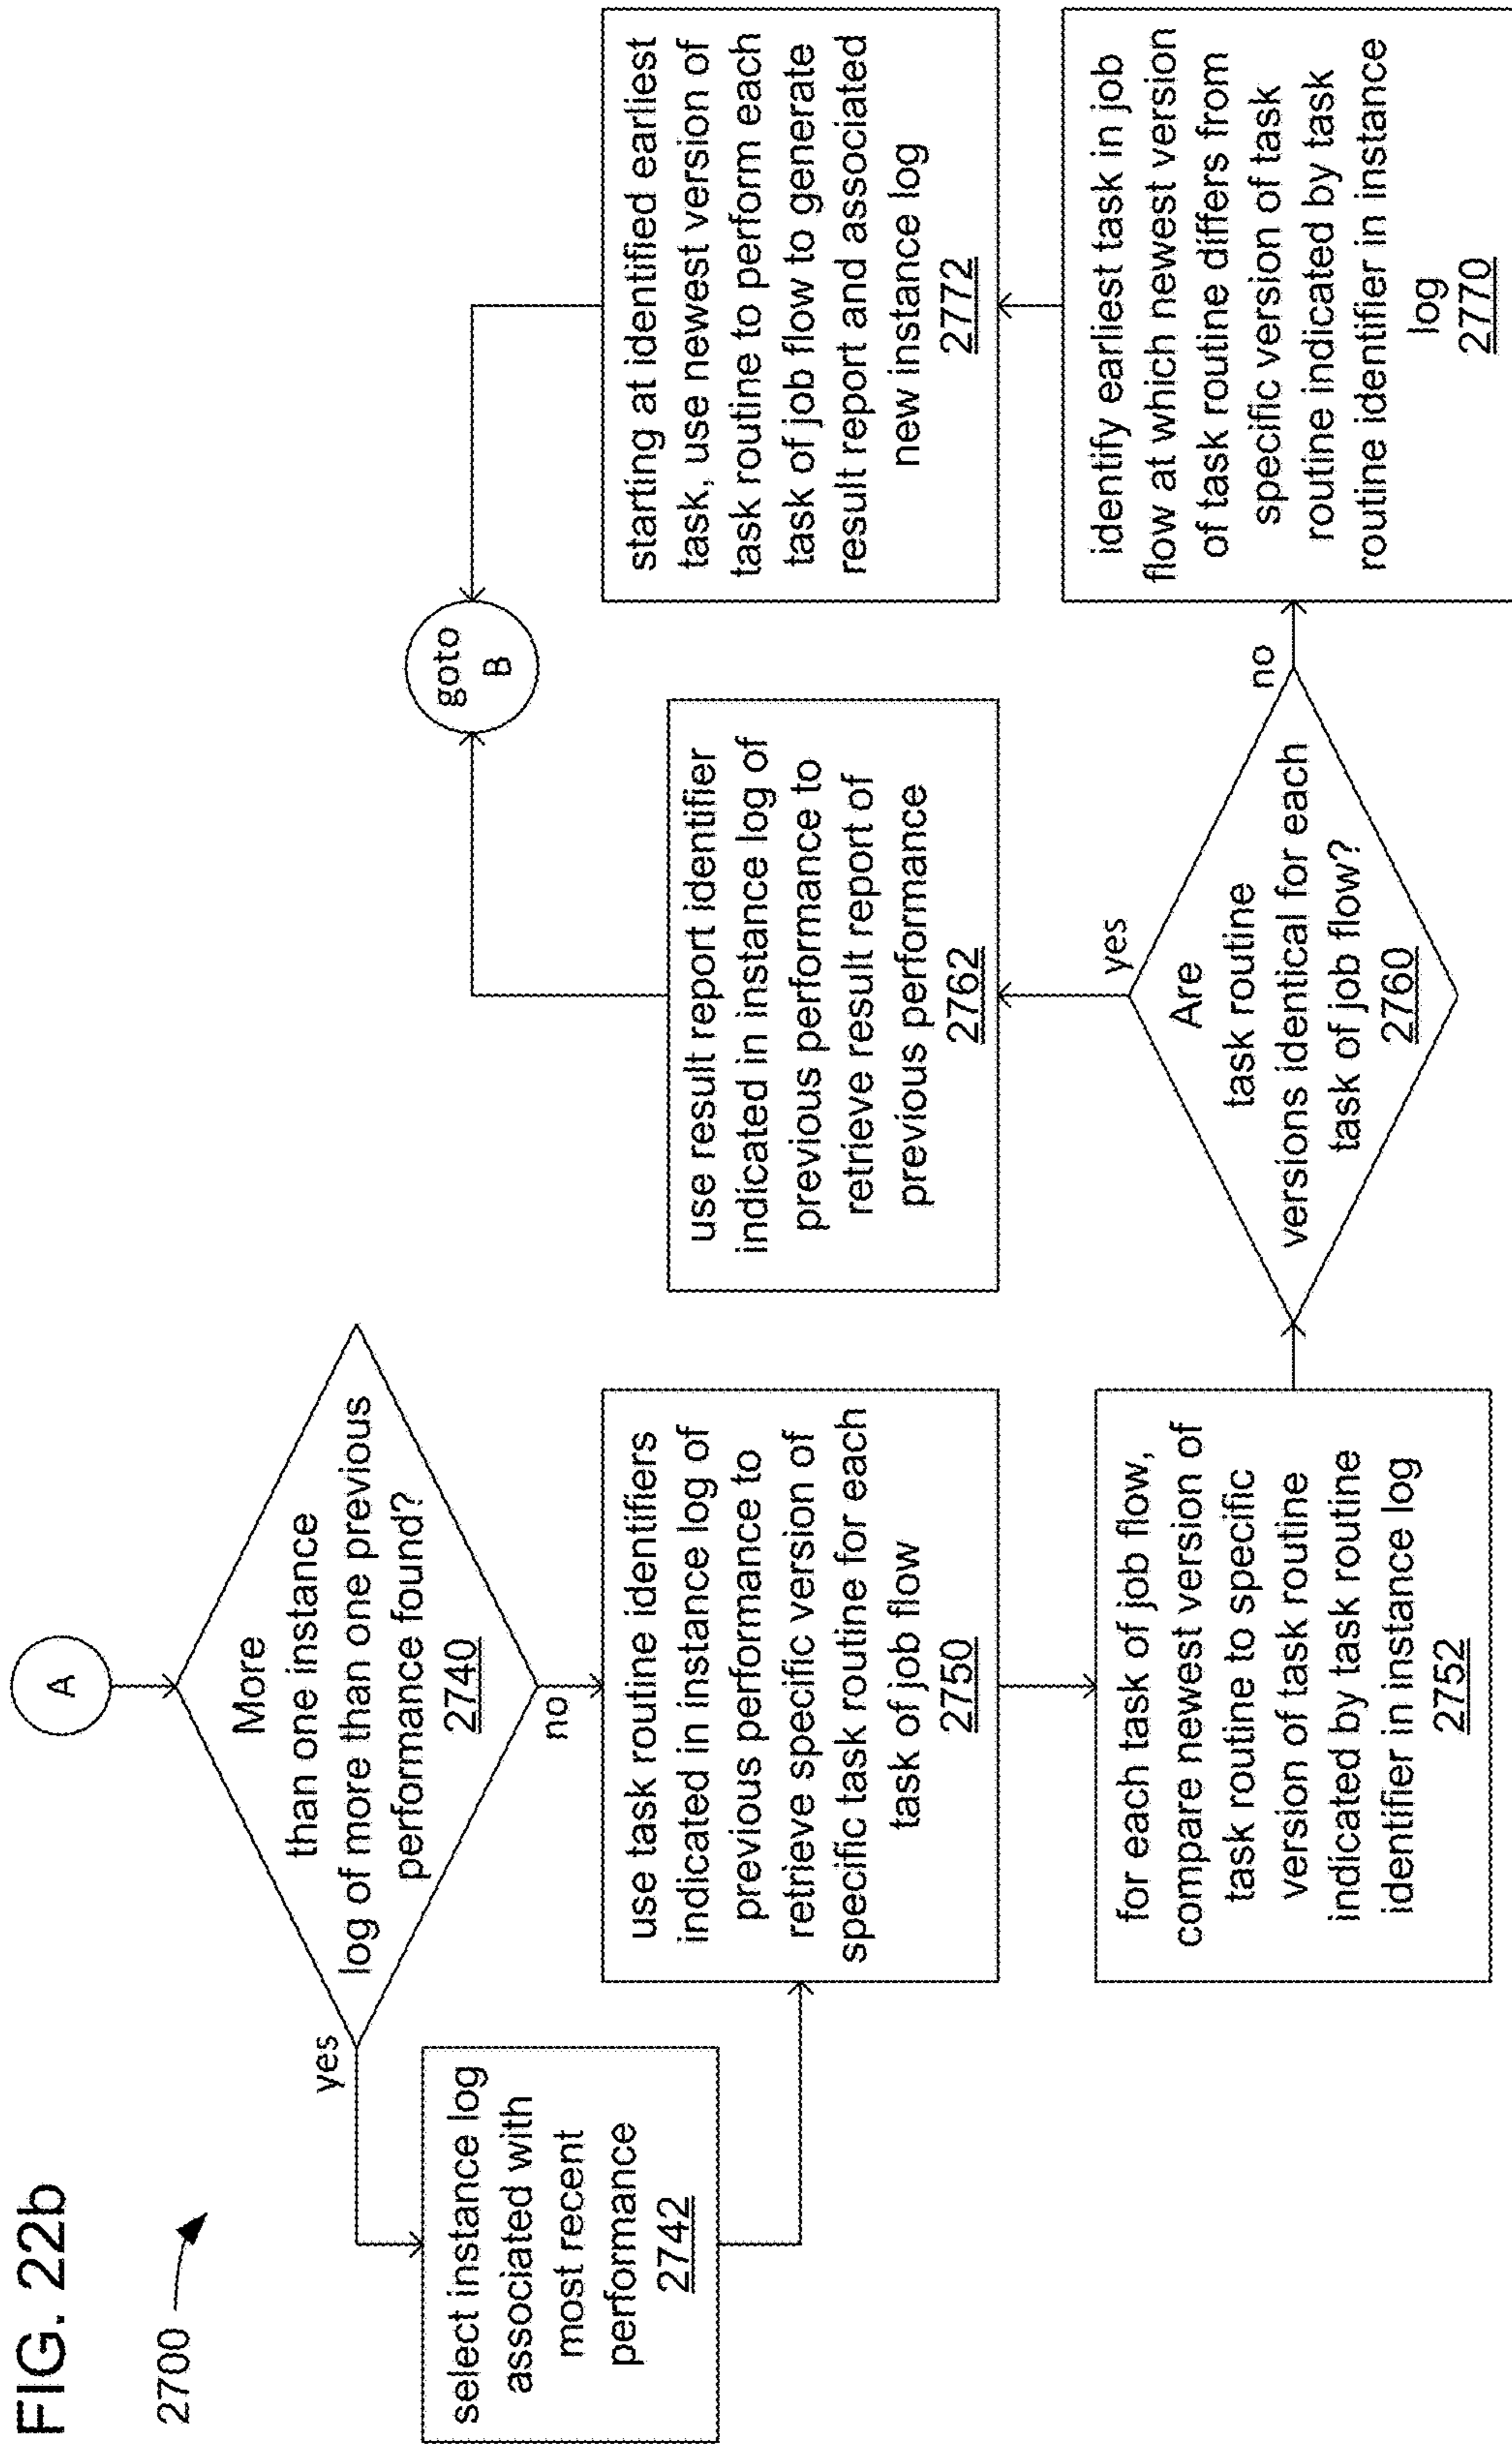 FIG. 22b
2700
A
More
than one instance
log of more than one previous
performance found?
2740
yes
no
select instance log
associated with
most recent
performance
2742
use task routine identifiers
indicated in instance log of
previous performance to
retrieve specific version of
specific task routine for each
task of job flow
2750
for each task of job flow,
compare newest version of
task routine to specific
version of task routine
indicated by task routine
identifier in instance log
2752
Are
task routine
versions identical for each
task of job flow?
2760
yes
no
use result report identifier
indicated in instance log of
previous performance to
retrieve result report of
previous performance
2762
identify earliest task in job
flow at which newest version
of task routine differs from
specific version of task
routine indicated by task
routine identifier in instance
log
2770
starting at identified earliest
task, use newest version of
task routine to perform each
task of job flow to generate
result report and associated
new instance log
2772
goto
B